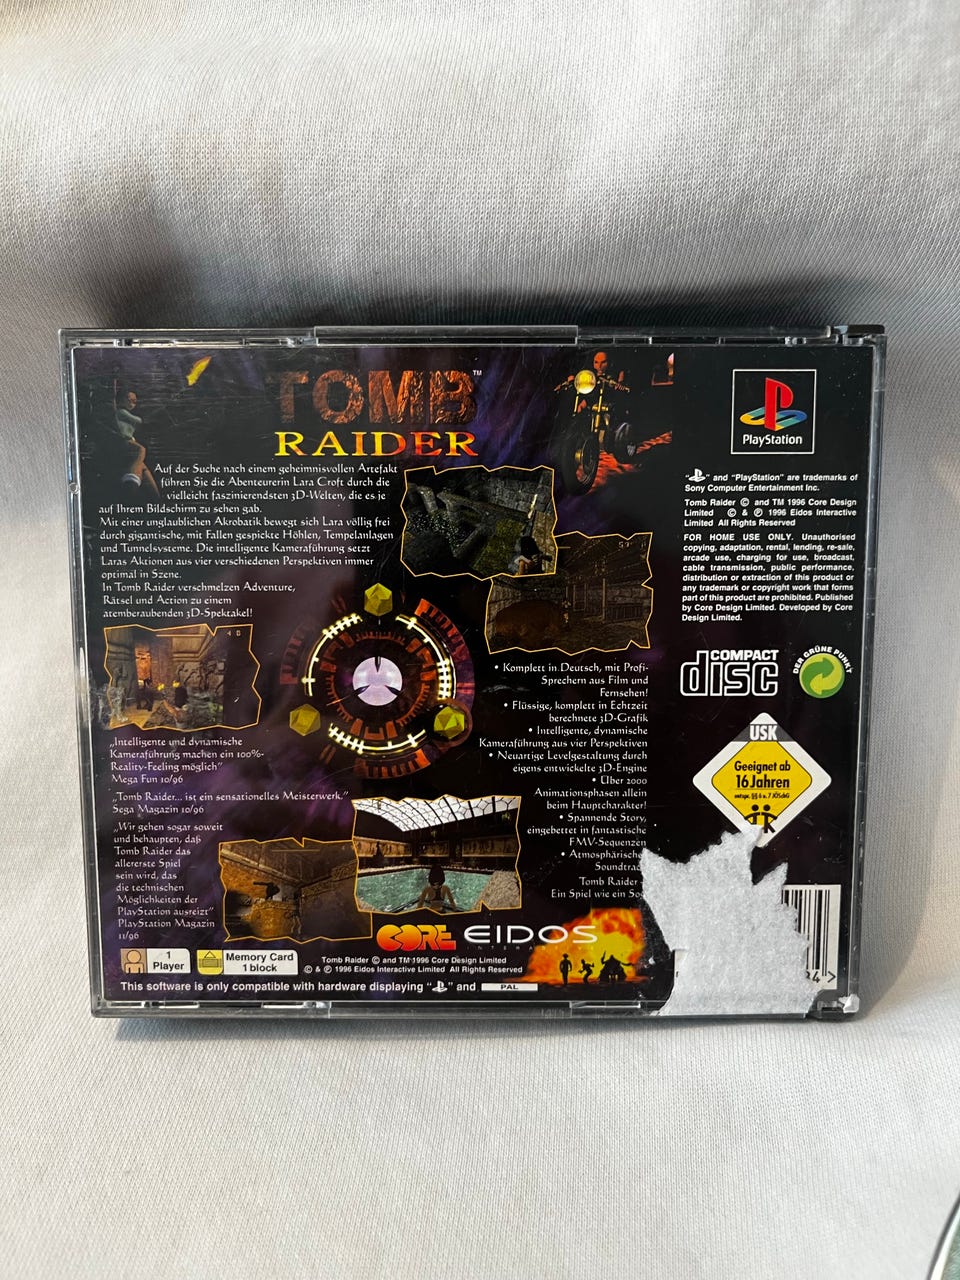 TOMB™
RAIDER
Auf der Suche nach einem geheimnisvollen Artefakt
führen Sie die Abenteurerin Lara Croft durch die
vielleicht faszinierendsten 3D-Welten, die es je
auf Ihrem Bildschirm zu sehen gab.
Mit einer unglaublichen Akrobatik bewegt sich Lara völlig frei
durch gigantische, mit Fallen gespickte Höhlen, Tempelanlagen
und Tunnelsysteme. Die intelligente Kameraführung setzt
Laras Aktionen aus vier verschiedenen Perspektiven immer
optimal in Szene.
In Tomb Raider verschmelzen Adventure,
Rätsel und Action zu einem
atemberaubenden 3D-Spektakel!
„Intelligente und dynamische
Kameraführung machen ein 100%-
Reality-Feeling möglich"
Mega Fun 10/96
„Tomb Raider... ist ein sensationelles Meisterwerk."
Sega Magazin 10/96
„Wir gehen sogar soweit
und behaupten, daß
Tomb Raider das
allererste Spiel
sein wird, das
die technischen
Möglichkeiten der
PlayStation ausreizt"
PlayStation Magazin
11/96
• Komplett in Deutsch, mit Profi-
Sprechern aus Film und
Fernsehen!
• Flüssige, komplett in Echtzeit
berechnete 3D-Grafik
• Intelligente, dynamische
Kameraführung aus vier Perspektiven
• Neuartige Levelgestaltung durch
eigens entwickelte 3D-Engine
• Über 2000
Animationsphasen allein
beim Hauptcharakter!
• Spannende Story,
eingebettet in fantastische
FMV-Sequenzen
• Atmosphärische
Tomb Raider -
Ein Spiel wie ein
PlayStation
" " and "PlayStation" are trademarks of
Sony Computer Entertainment Inc.
Tomb Raider © and TM 1996 Core Design
Limited © & ℗ 1996 Eidos Interactive
Limited All Rights Reserved
FOR HOME USE ONLY. Unauthorised
copying, adaptation, rental, lending, re-sale,
arcade use, charging for use, broadcast,
cable transmission, public performance,
distribution or extraction of this product or
any trademark or copyright work that forms
part of this product are prohibited. Published
by Core Design Limited. Developed by Core
Design Limited.
COMPACT
disc
DER GRÜNE PUNKT
USK
Geeignet ab
16 Jahren
entspr. §§ 6 u. 7 JÖSchG
CORE EIDOS
1
Player
Memory Card
1 block
Tomb Raider © and TM 1996 Core Design Limited
© & ℗ 1996 Eidos Interactive Limited All Rights Reserved
This software is only compatible with hardware displaying " " and PAL
4 >